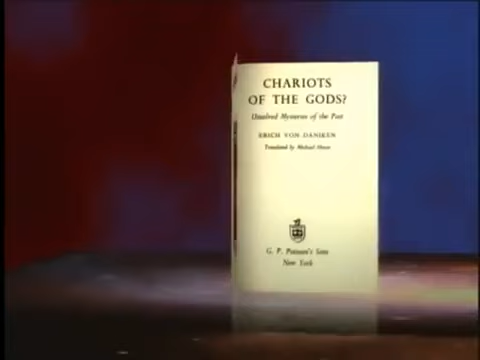 CHARIOTS
OF THE GODS?
Unsolved Mysteries of the Past
ERICH VON DANIKEN
Translated by Michael Heron
G. P. Putnam's Sons
New York